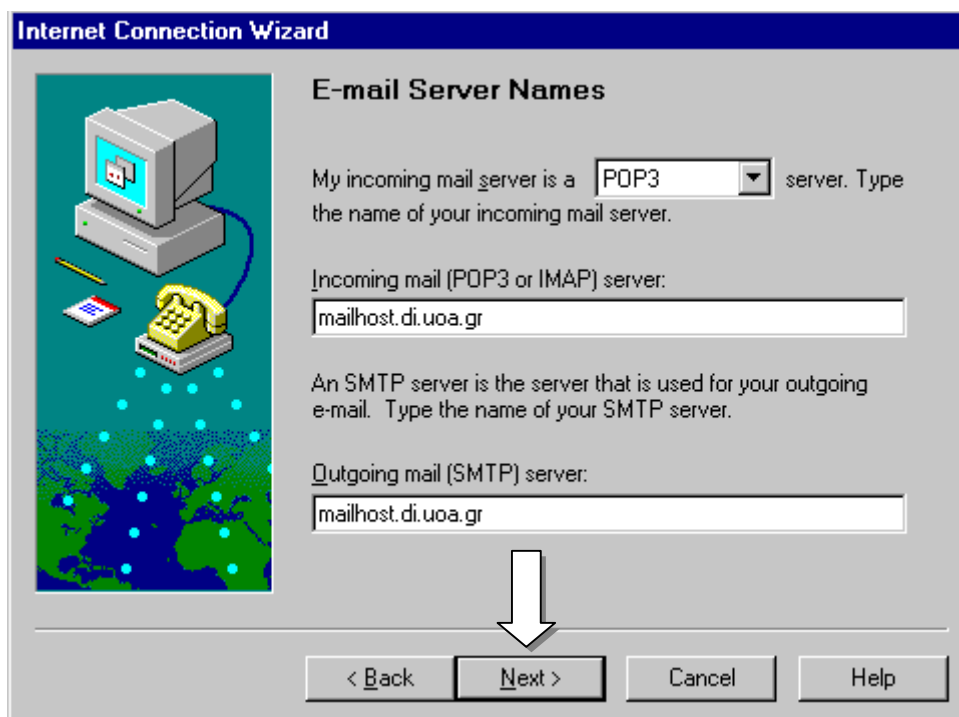 Internet Connection Wizard
E-mail Server Names
My incoming mail server is a POP3 server. Type
the name of your incoming mail server.
Incoming mail (POP3 or IMAP) server:
mailhost.di.uoa.gr
An SMTP server is the server that is used for your outgoing
e-mail. Type the name of your SMTP server.
Outgoing mail (SMTP) server:
mailhost.di.uoa.gr
< Back Next > Cancel Help